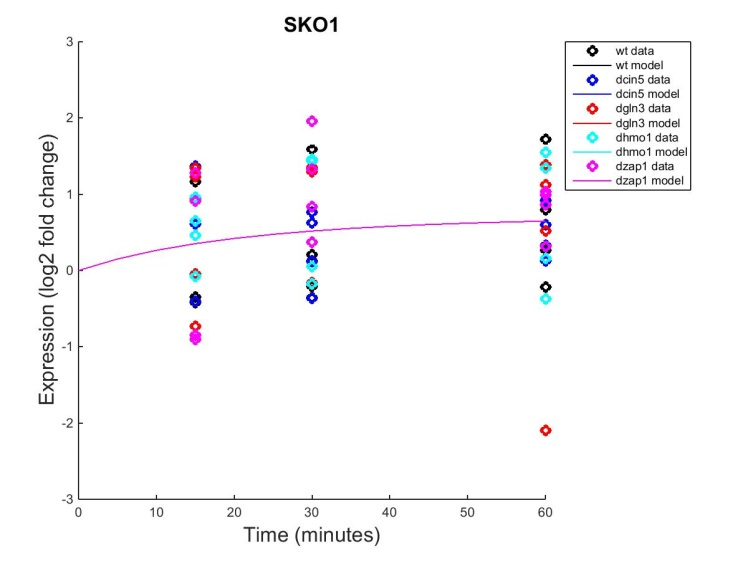 SKO1
Expression (log2 fold change)
3
2
1
0
-1
-2
-3
0 10 20 30 40 50 60
Time (minutes)
wt data
wt model
dcin5 data
dcin5 model
dgln3 data
dgln3 model
dhmo1 data
dhmo1 model
dzap1 data
dzap1 model